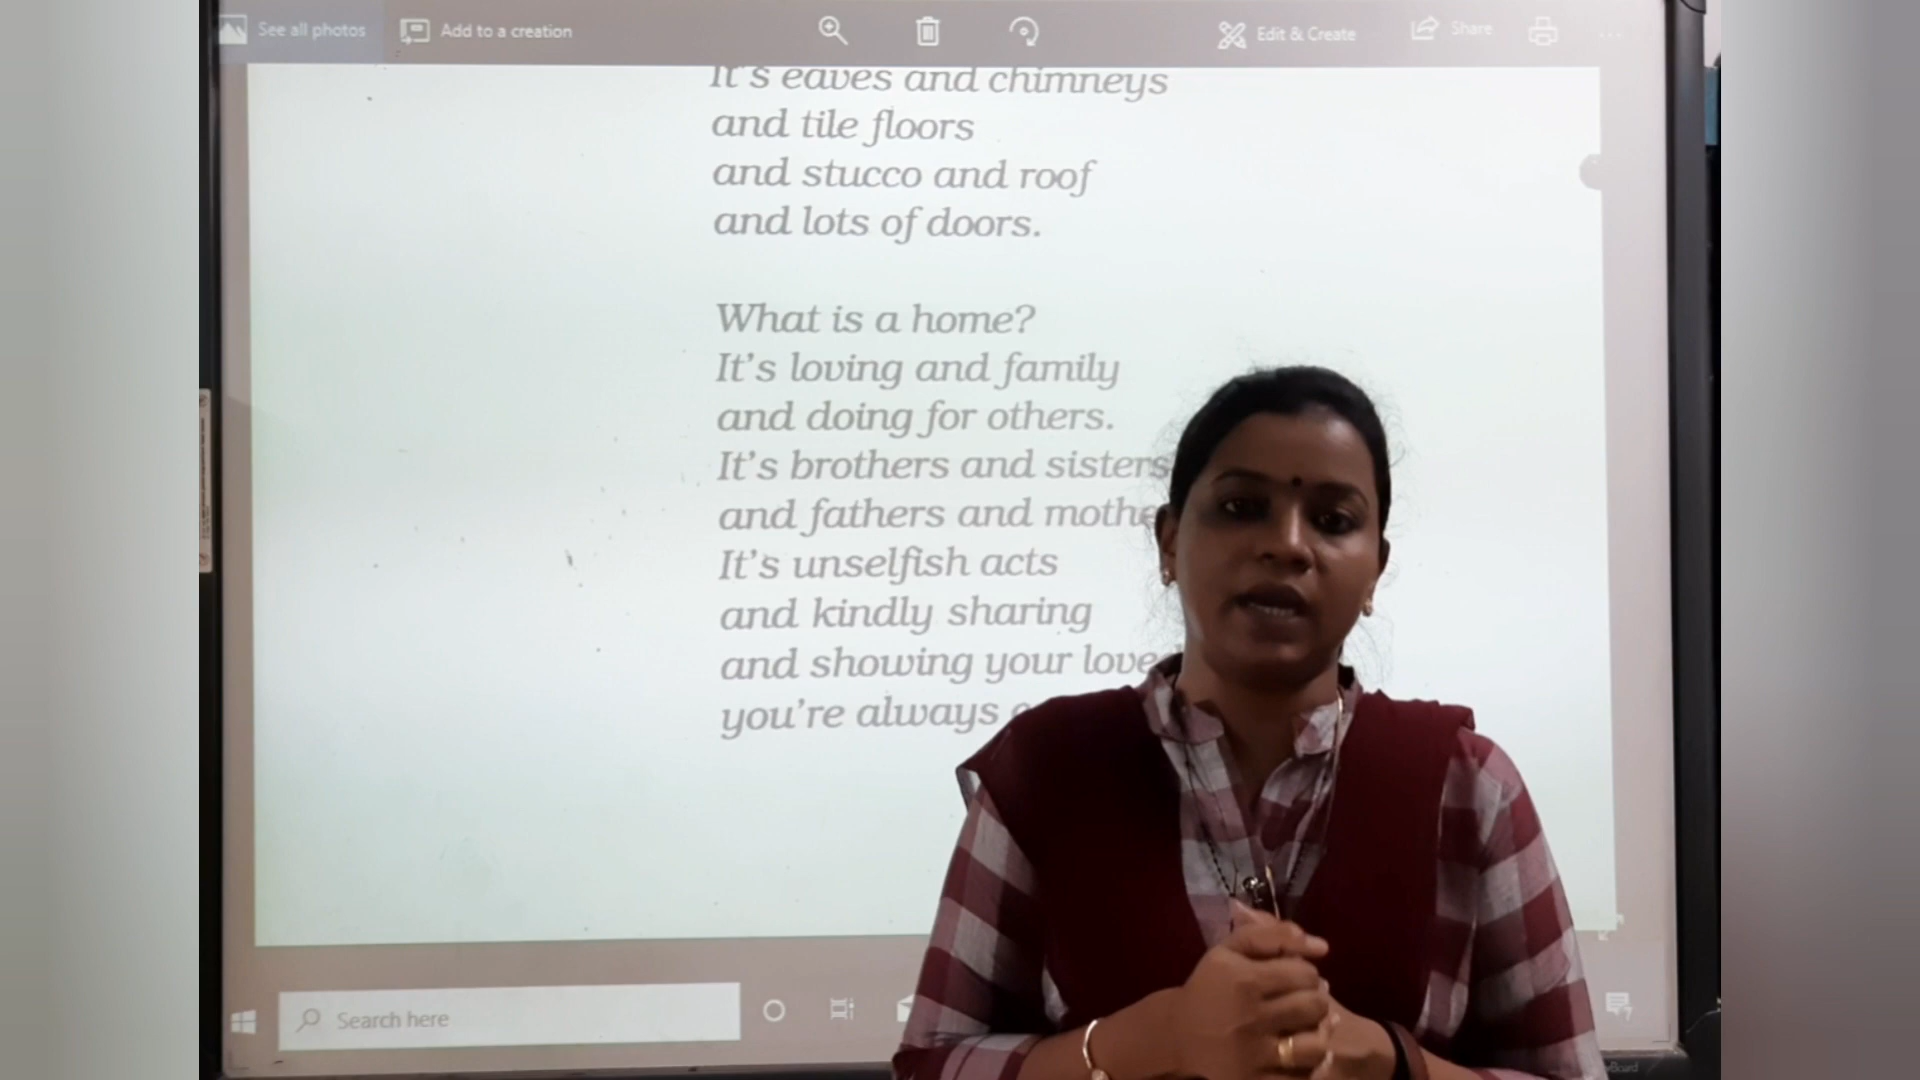 See all photos
Add to a creation
Edit & Create
Share
It's eaves and chimneys
and tile floors
and stucco and roof
and lots of doors.
What is a home?
It's loving and family
and doing for others.
It's brothers and sisters
and fathers and mothe
It's unselfish acts
and kindly sharing
and showing your love
you're always
Search here
Board